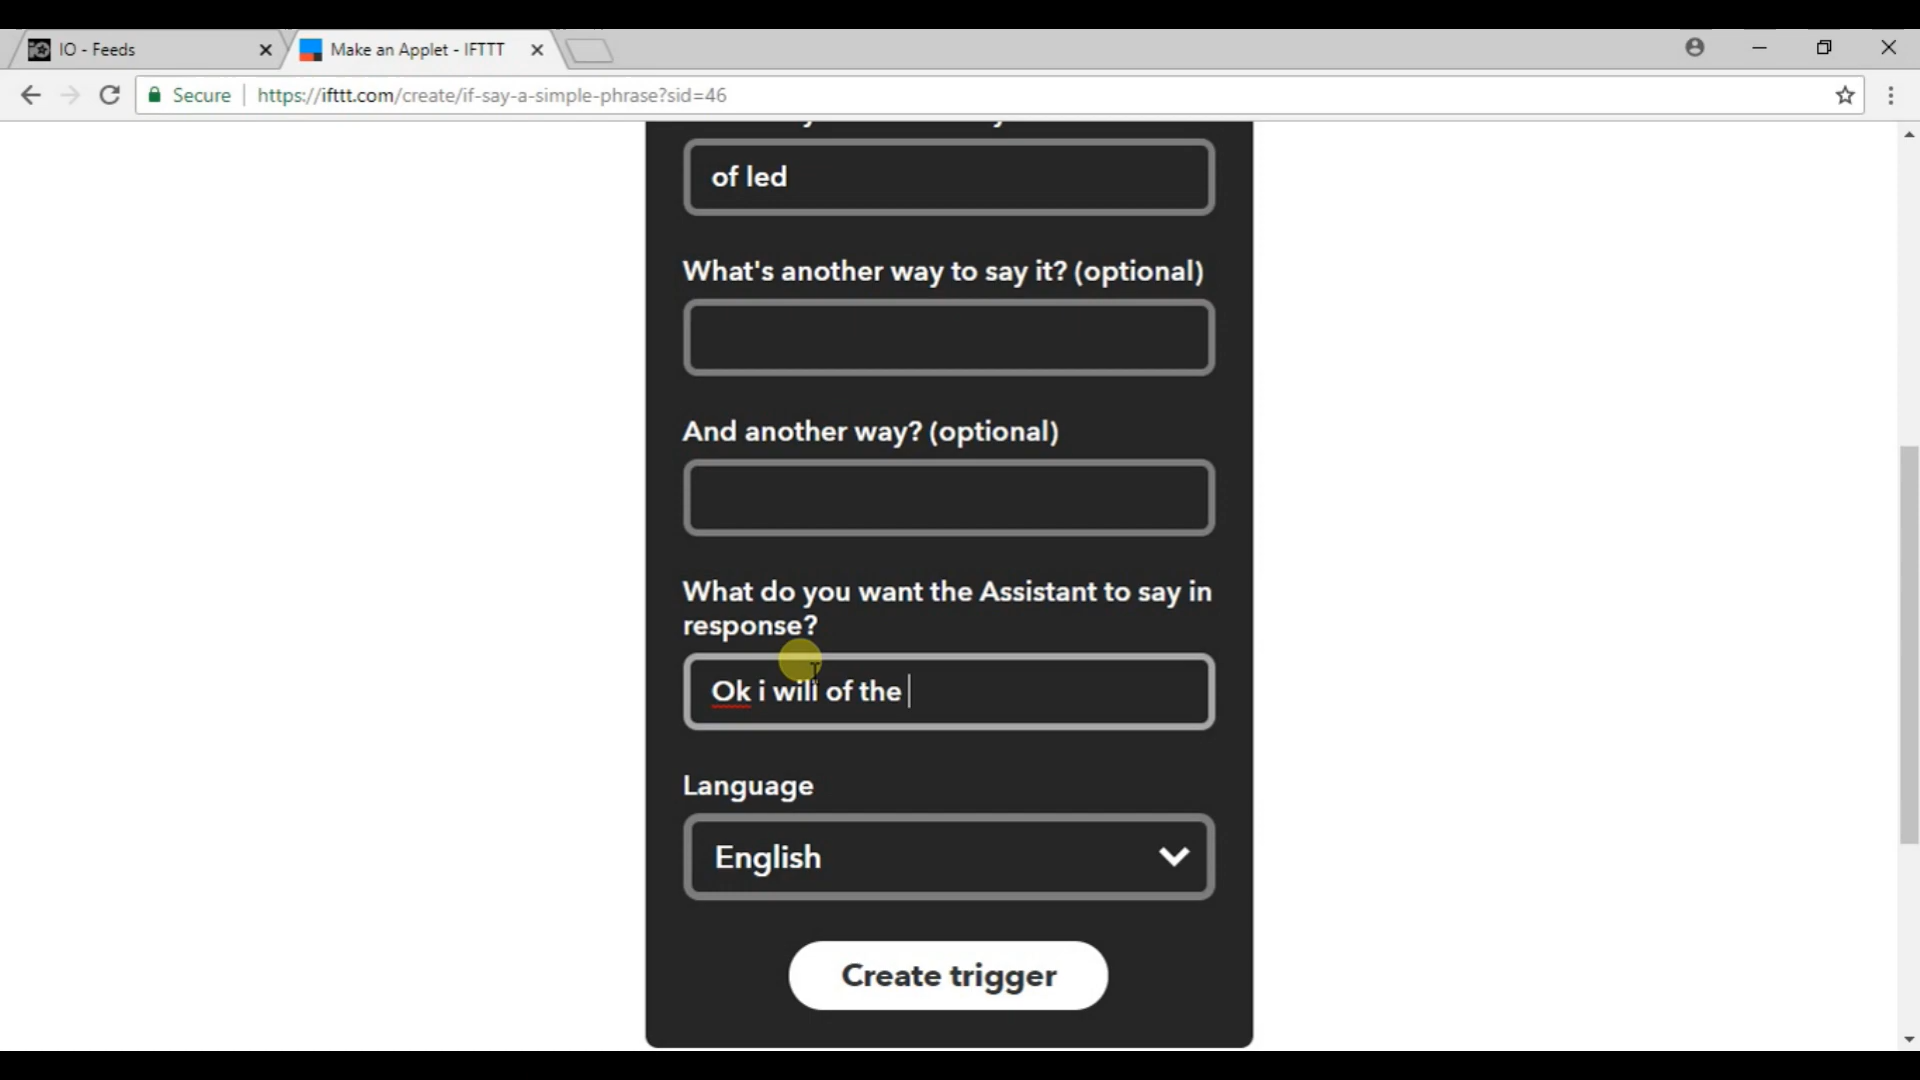 IO - Feeds
Make an Applet - IFTTT
Secure
https://ifttt.com/create/if-say-a-simple-phrase?sid=46
of led
What's another way to say it? (optional)
And another way? (optional)
What do you want the Assistant to say in
response?
Ok i will of the
Language
English
Create trigger